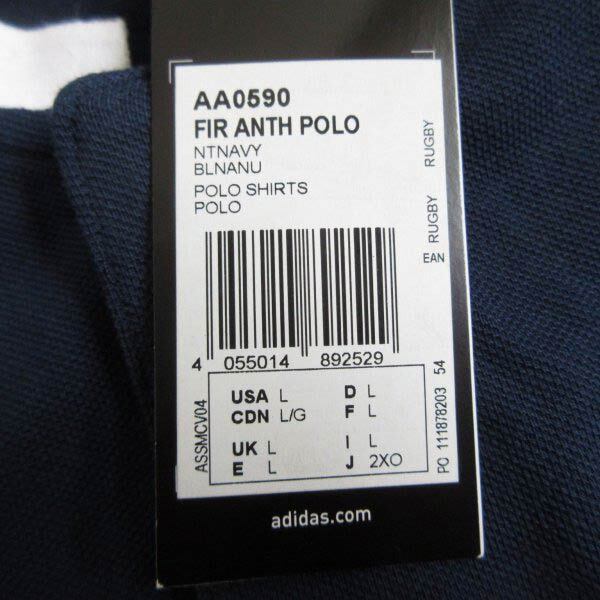 AA0590
FIR ANTH POLO
NTNAVY
BLNANU
POLO SHIRTS
POLO
RUGBY
RUGBY
EAN
4 055014 892529
ASSMCV04
USA L D L
CDN L/G F L
UK L I L
E L J 2XO
PO 111878203 54
adidas.com